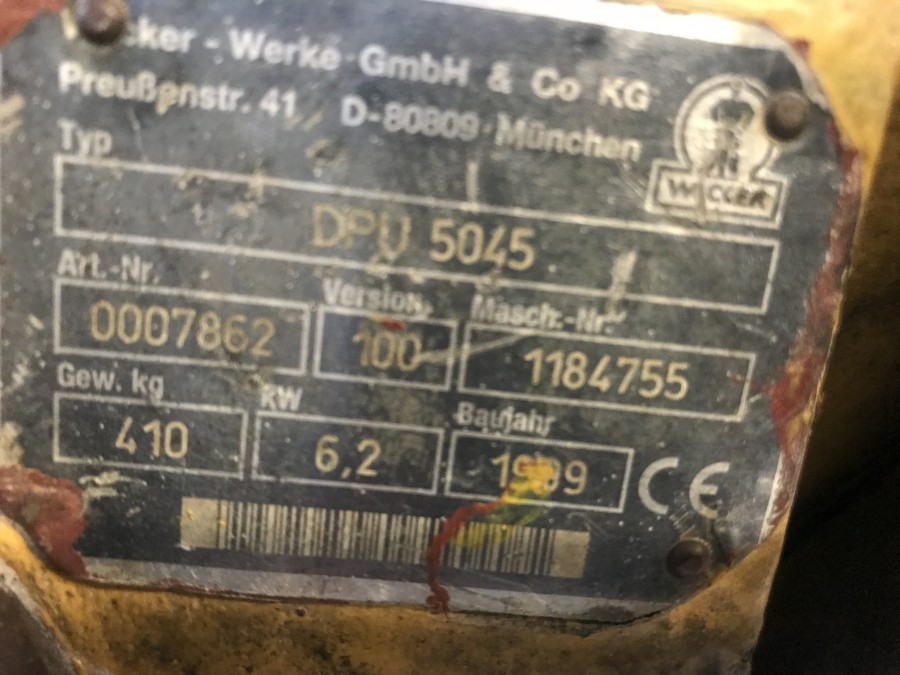 Werke GmbH & Co KG
Preußenstr. 41 D-80809 München
WACKER
Typ
DPU 5045
Art.-Nr. Version Masch.-Nr.
0007862 100 1184755
Gew. kg kW Baujahr
410 6,2 CE